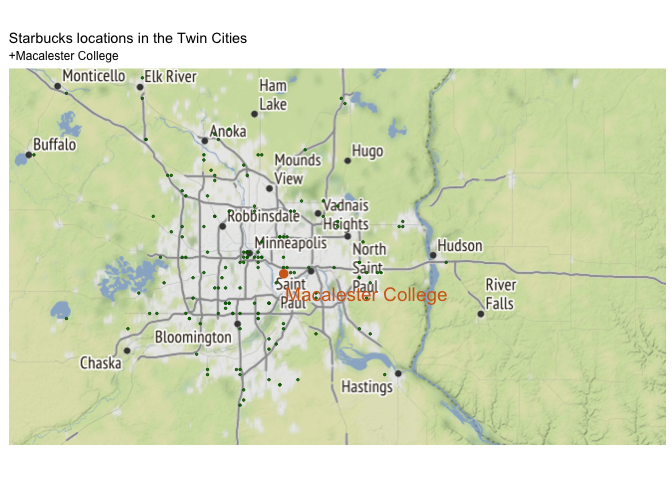 Starbucks locations in the Twin Cities
+Macalester College
Monticello
Elk River
Ham
Lake
Anoka
Buffalo
Hugo
Mounds
View
Vadnais
Heights
Robbinsdale
Minneapolis
North
Saint
Paul
Hudson
Saint
Paul
Macalester College
River
Falls
Bloomington
Chaska
Hastings